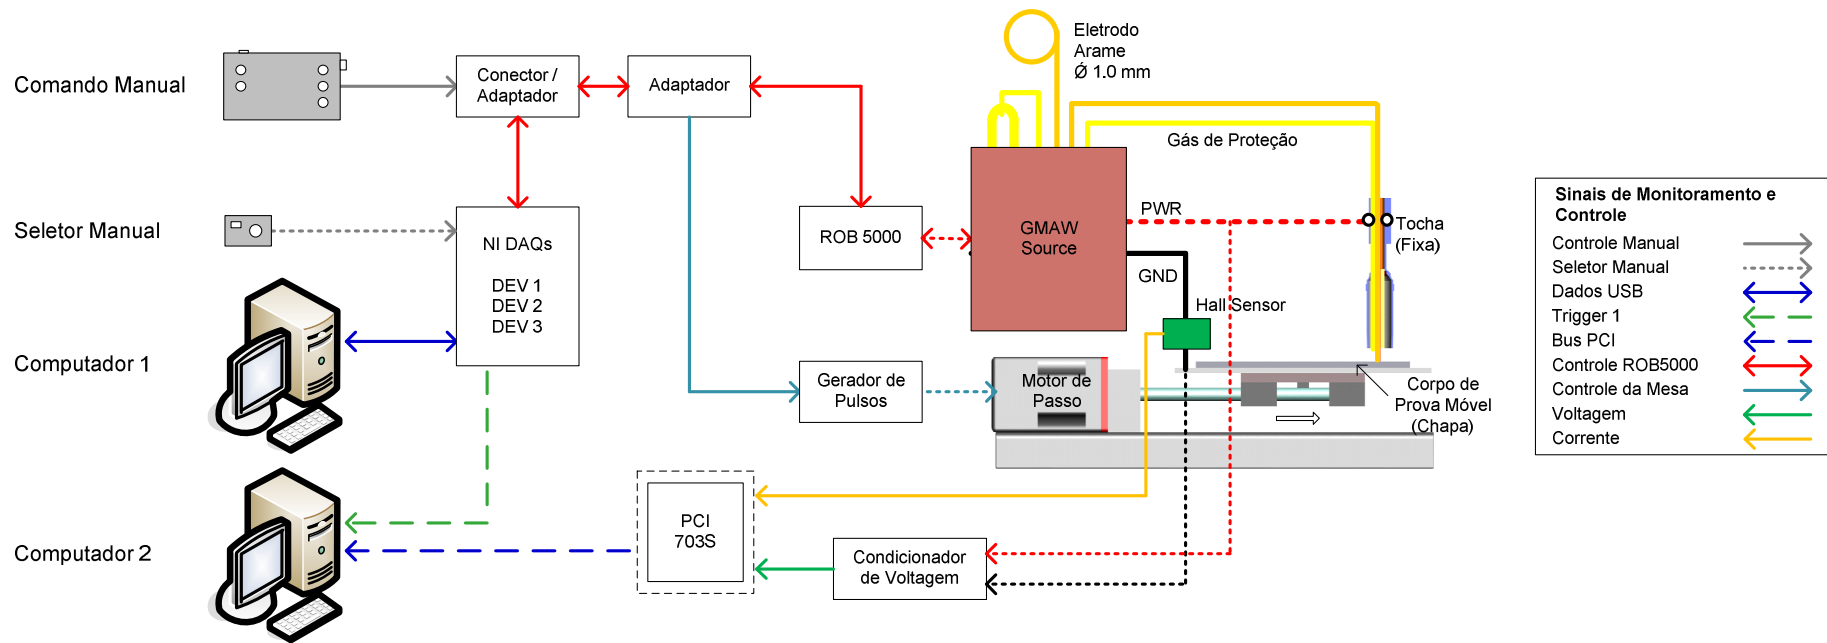 Comando Manual
Conector /
Adaptador
Adaptador
Eletrodo
Arame
Ø 1.0 mm
Gás de Proteção
Seletor Manual
NI DAQs
DEV 1
DEV 2
DEV 3
ROB 5000
GMAW
Source
PWR
GND
Tocha
(Fixa)
Hall Sensor
Computador 1
Gerador de
Pulsos
Motor de
Passo
Corpo de
Prova Móvel
(Chapa)
Computador 2
PCI
703S
Condicionador
de Voltagem
Sinais de Monitoramento e
Controle
Controle Manual
Seletor Manual
Dados USB
Trigger 1
Bus PCI
Controle ROB5000
Controle da Mesa
Voltagem
Corrente